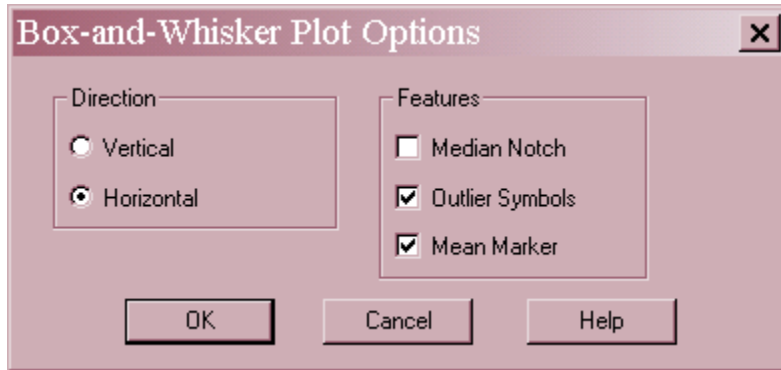 Box-and-Whisker Plot Options
Direction
Vertical
Horizontal
Features
Median Notch
Outlier Symbols
Mean Marker
OK
Cancel
Help